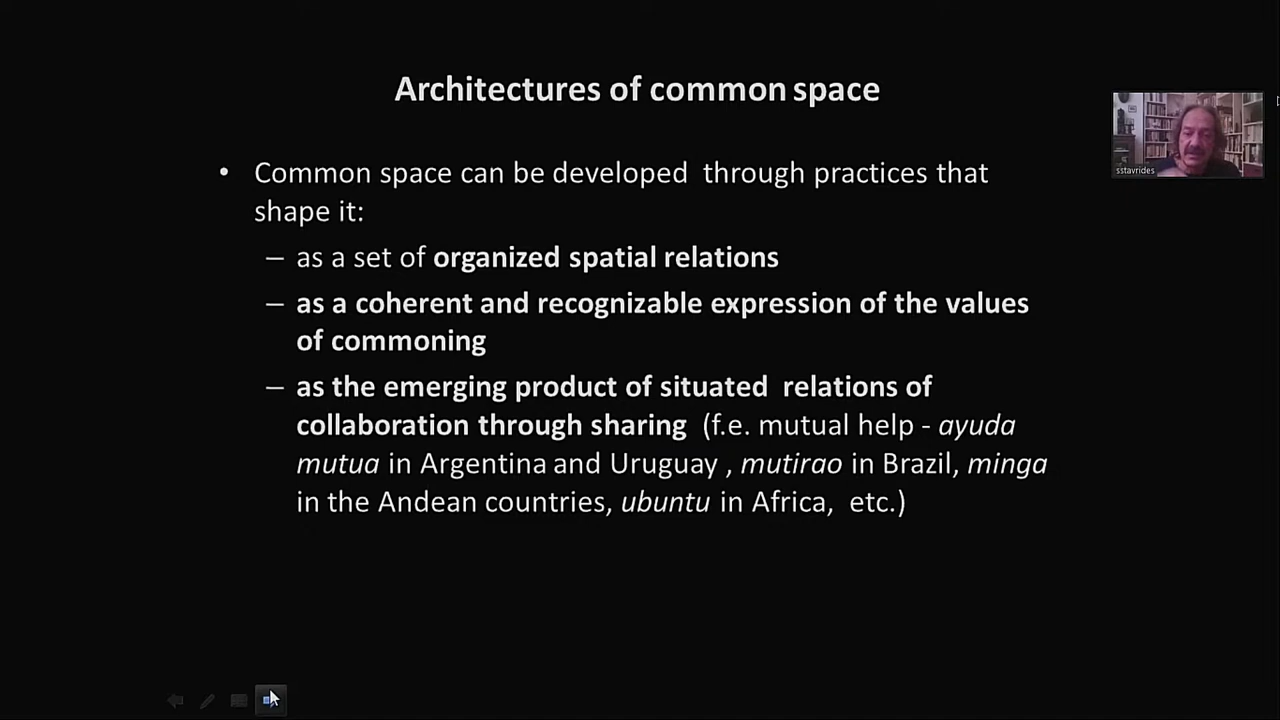 Architectures of common space
• Common space can be developed through practices that
shape it:
– as a set of organized spatial relations
– as a coherent and recognizable expression of the values
of commoning
– as the emerging product of situated relations of
collaboration through sharing (f.e. mutual help - ayuda
mutua in Argentina and Uruguay , mutirao in Brazil, minga
in the Andean countries, ubuntu in Africa, etc.)
sstavrides